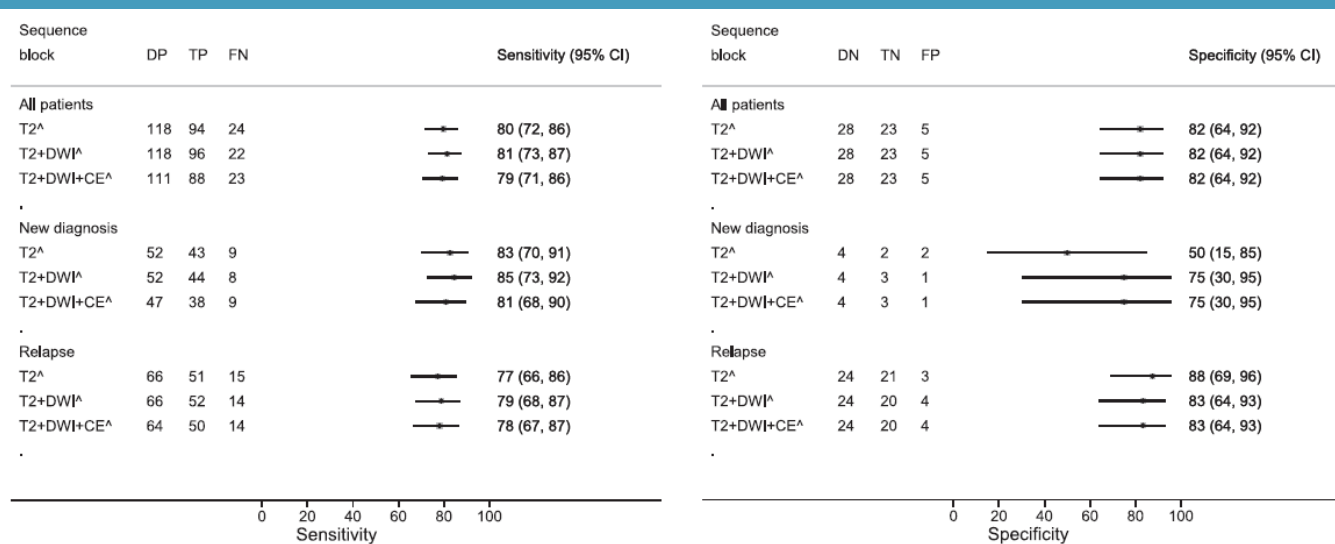 Sequence
block DP TP FN Sensitivity (95% CI)
All patients
T2^ 118 94 24 80 (72, 86)
T2+DWI^ 118 96 22 81 (73, 87)
T2+DWI+CE^ 111 88 23 79 (71, 86)
.
New diagnosis
T2^ 52 43 9 83 (70, 91)
T2+DWI^ 52 44 8 85 (73, 92)
T2+DWI+CE^ 47 38 9 81 (68, 90)
.
Relapse
T2^ 66 51 15 77 (66, 86)
T2+DWI^ 66 52 14 79 (68, 87)
T2+DWI+CE^ 64 50 14 78 (67, 87)
.
0 20 40 60 80 100
Sensitivity
Sequence
block DN TN FP Specificity (95% CI)
All patients
T2^ 28 23 5 82 (64, 92)
T2+DWI^ 28 23 5 82 (64, 92)
T2+DWI+CE^ 28 23 5 82 (64, 92)
.
New diagnosis
T2^ 4 2 2 50 (15, 85)
T2+DWI^ 4 3 1 75 (30, 95)
T2+DWI+CE^ 4 3 1 75 (30, 95)
.
Relapse
T2^ 24 21 3 88 (69, 96)
T2+DWI^ 24 20 4 83 (64, 93)
T2+DWI+CE^ 24 20 4 83 (64, 93)
.
0 20 40 60 80 100
Specificity